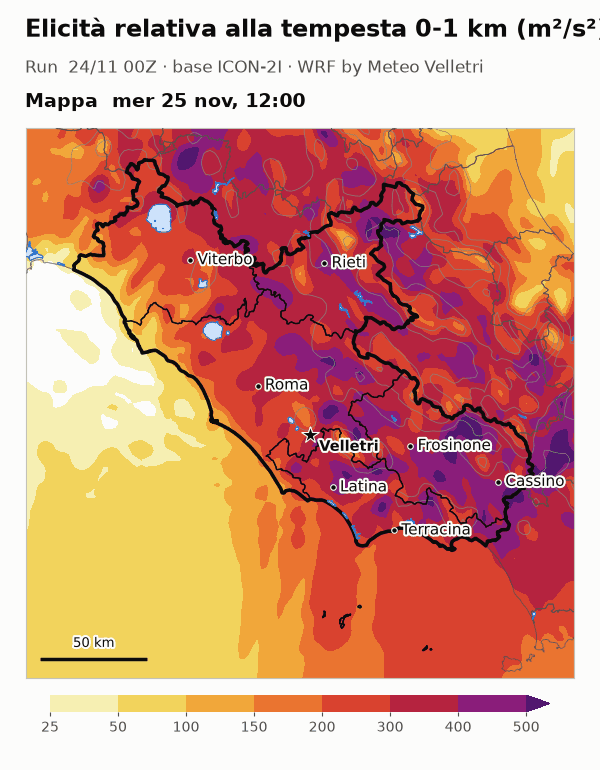 Elicità relativa alla tempesta 0-1 km (m²/s²)
Run 24/11 00Z · base ICON-2I · WRF by Meteo Velletri
Mappa mer 25 nov, 12:00
Viterbo
Rieti
Roma
Velletri
Frosinone
Cassino
Latina
Terracina
50 km
25 50 100 150 200 300 400 500